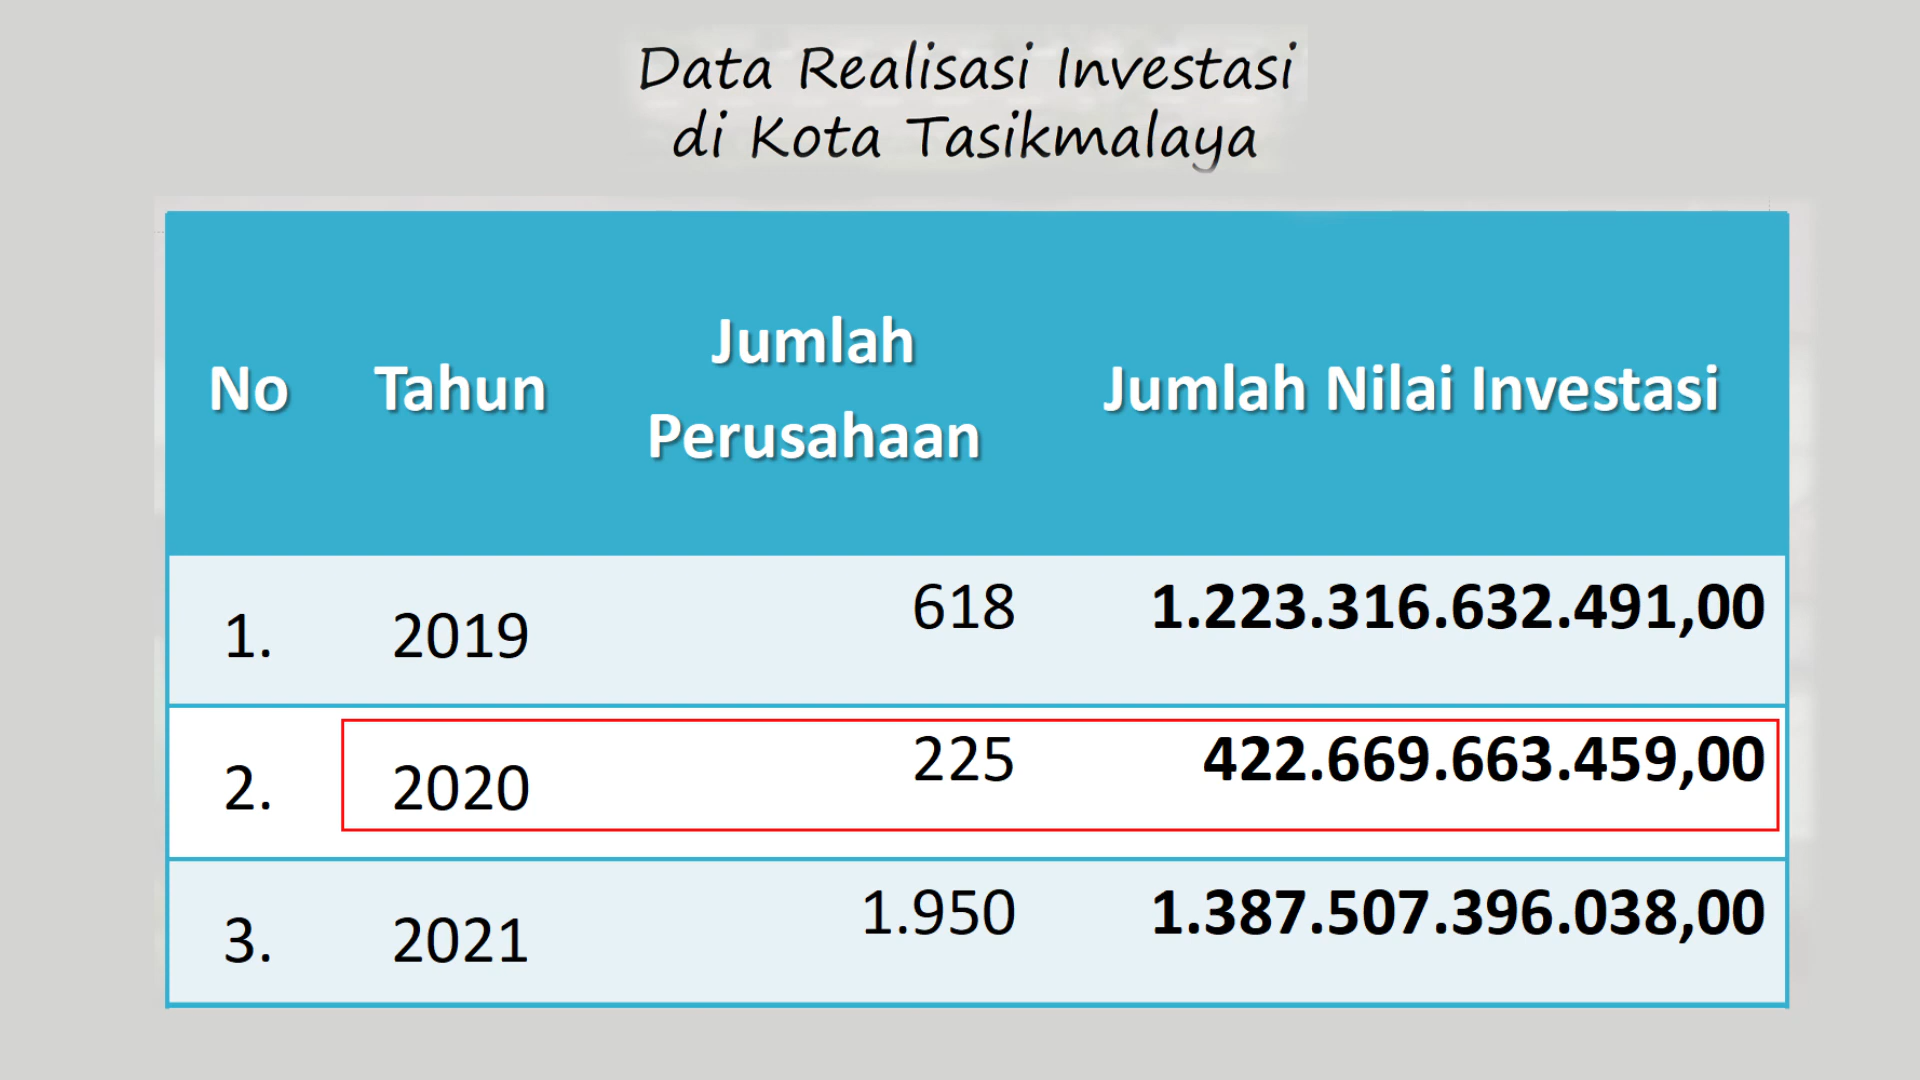 Data Realisasi Investasi
di Kota Tasikmalaya
No Tahun Jumlah Perusahaan Jumlah Nilai Investasi
1. 2019 618 1.223.316.632.491,00
2. 2020 225 422.669.663.459,00
3. 2021 1.950 1.387.507.396.038,00